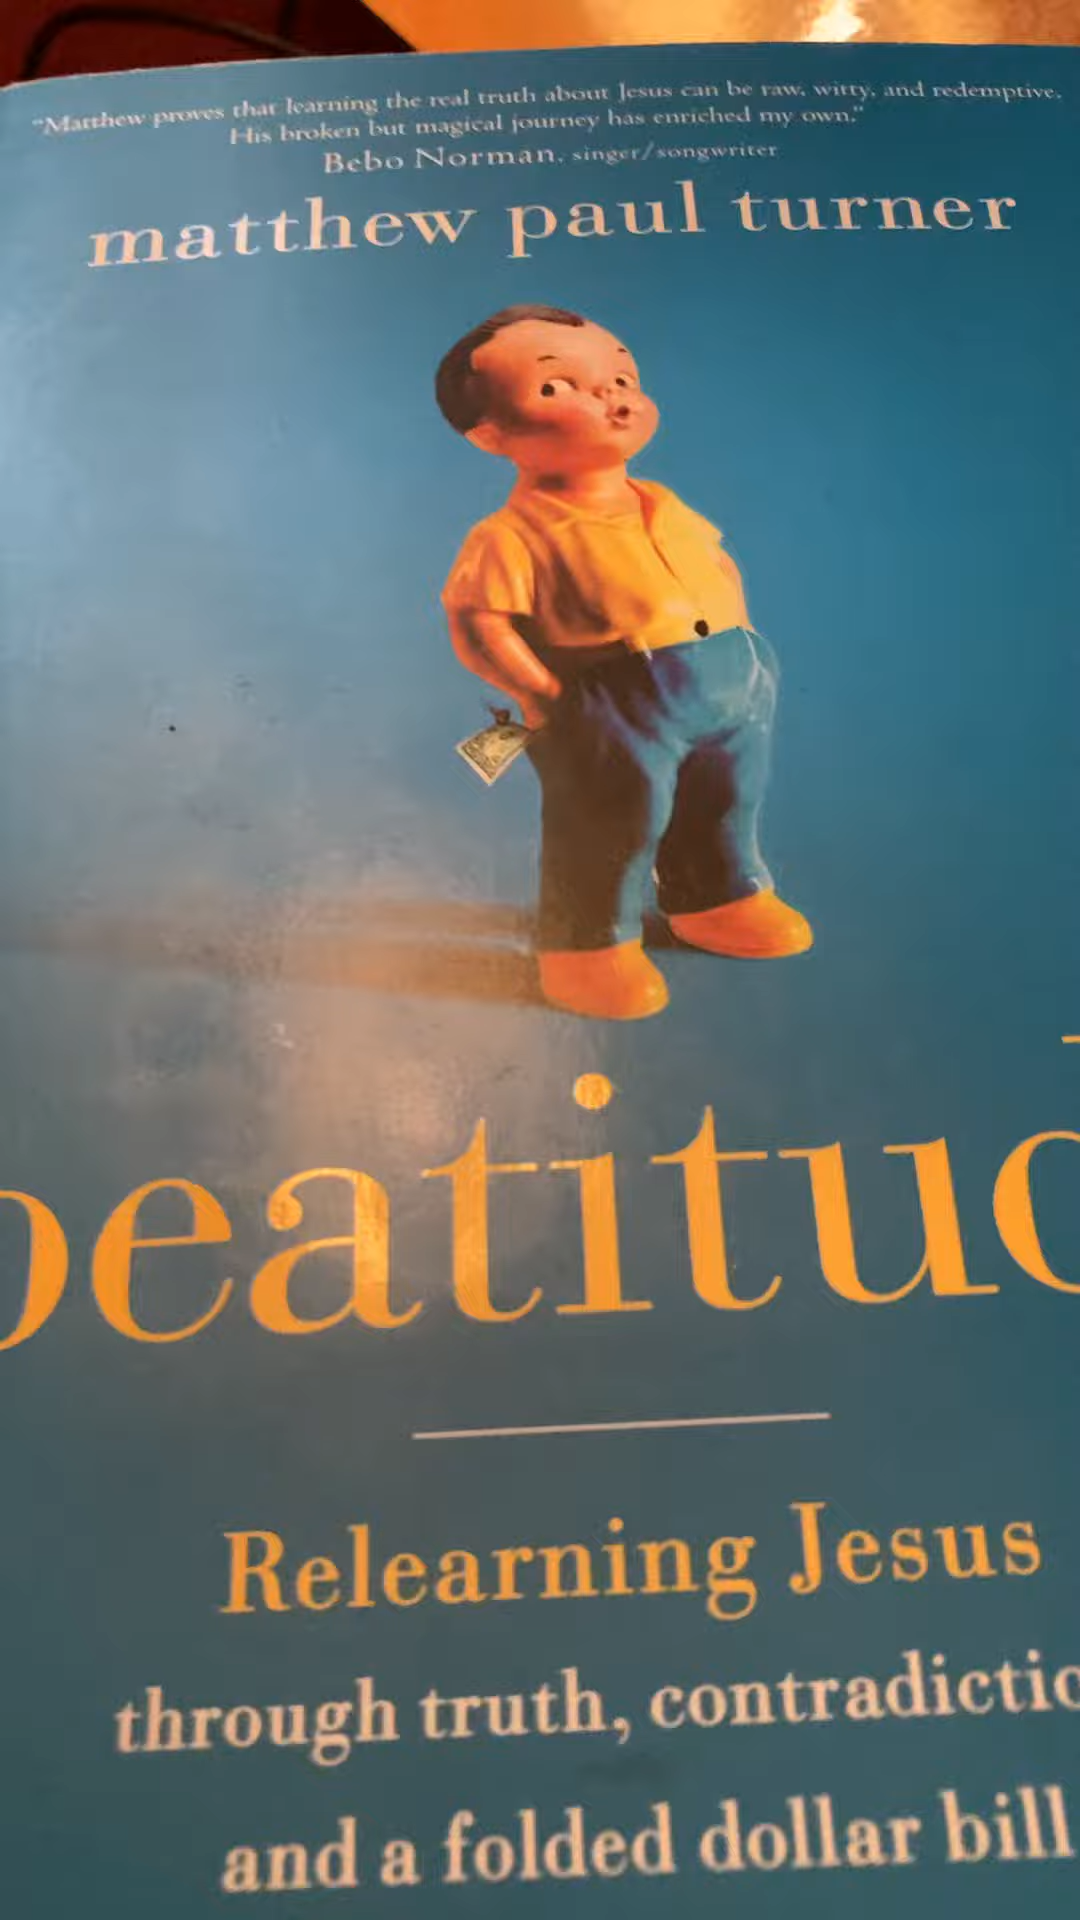 "Matthew proves that learning the real truth about Jesus can be raw, witty, and redemptive.
His broken but magical journey has enriched my own."
Bebo Norman, singer/songwriter
matthew paul turner
beatitud
Relearning Jesus
through truth, contradictio
and a folded dollar bill